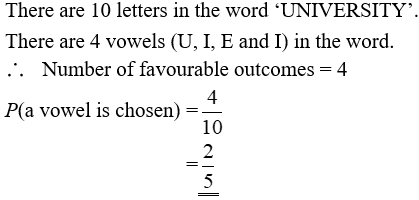 There are 10 letters in the word ‘UNIVERSITY’.
There are 4 vowels (U, I, E and I) in the word.
∴ Number of favourable outcomes = 4
P(a vowel is chosen) = 4/10
= 2/5